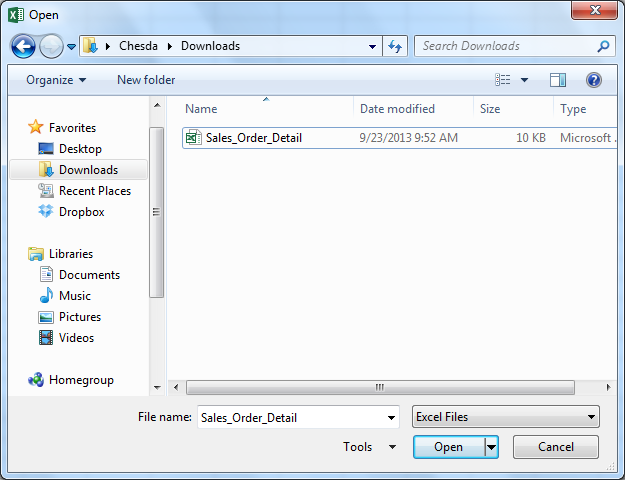 Open
Chesda Downloads
Search Downloads
Organize New folder
Name Date modified Size Type
Sales_Order_Detail 9/23/2013 9:52 AM 10 KB Microsoft .
Favorites
Desktop
Downloads
Recent Places
Dropbox
Libraries
Documents
Music
Pictures
Videos
Homegroup
File name: Sales_Order_Detail Excel Files
Tools Open Cancel